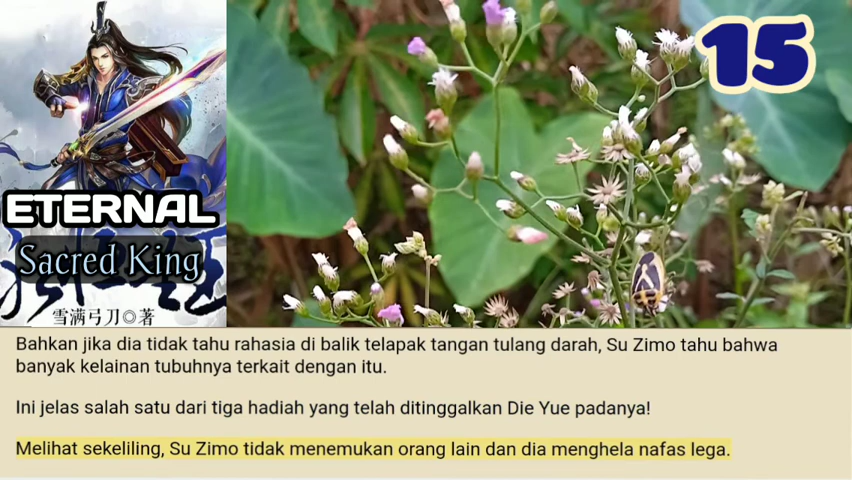 15
ETERNAL
Sacred King
雪满弓刀◎著
Bahkan jika dia tidak tahu rahasia di balik telapak tangan tulang darah, Su Zimo tahu bahwa
banyak kelainan tubuhnya terkait dengan itu.
Ini jelas salah satu dari tiga hadiah yang telah ditinggalkan Die Yue padanya!
Melihat sekeliling, Su Zimo tidak menemukan orang lain dan dia menghela nafas lega.